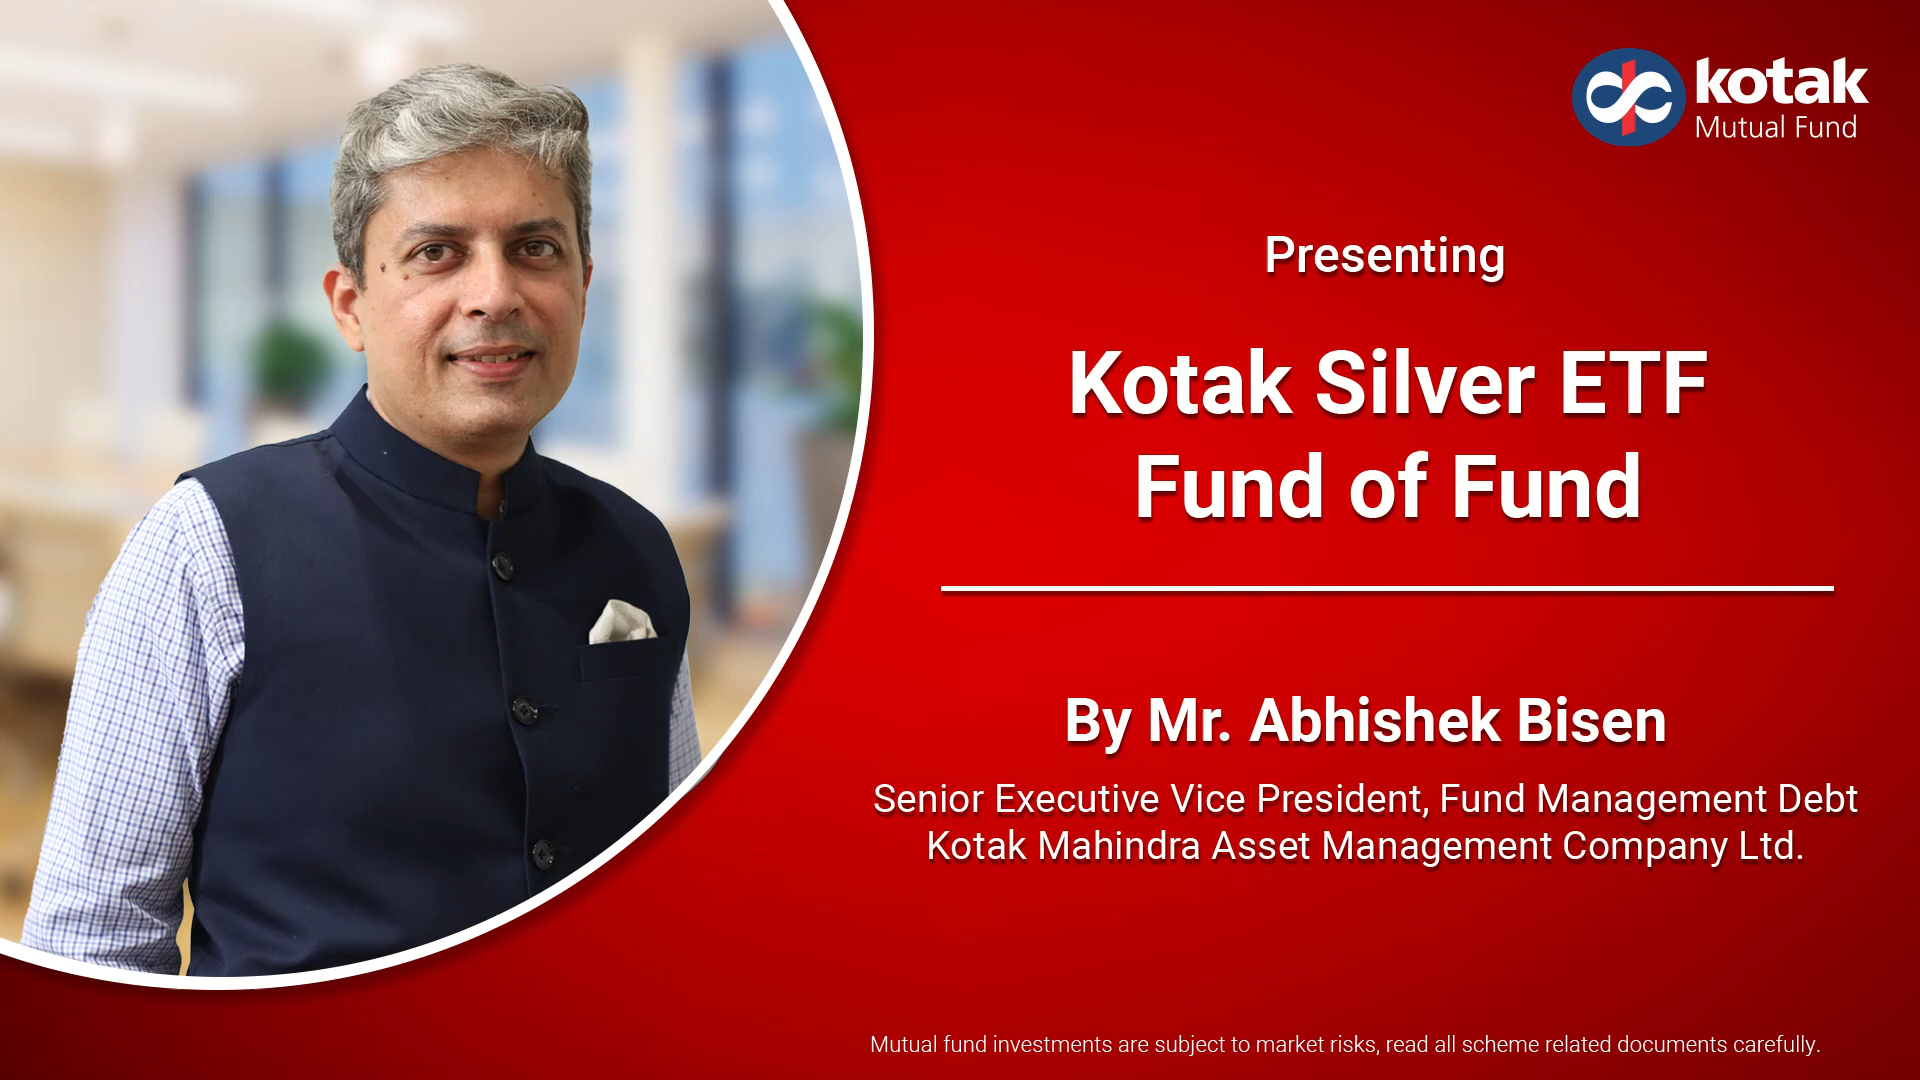 kotak
Mutual Fund
Presenting
Kotak Silver ETF
Fund of Fund
By Mr. Abhishek Bisen
Senior Executive Vice President, Fund Management Debt
Kotak Mahindra Asset Management Company Ltd.
Mutual fund investments are subject to market risks, read all scheme related documents carefully.